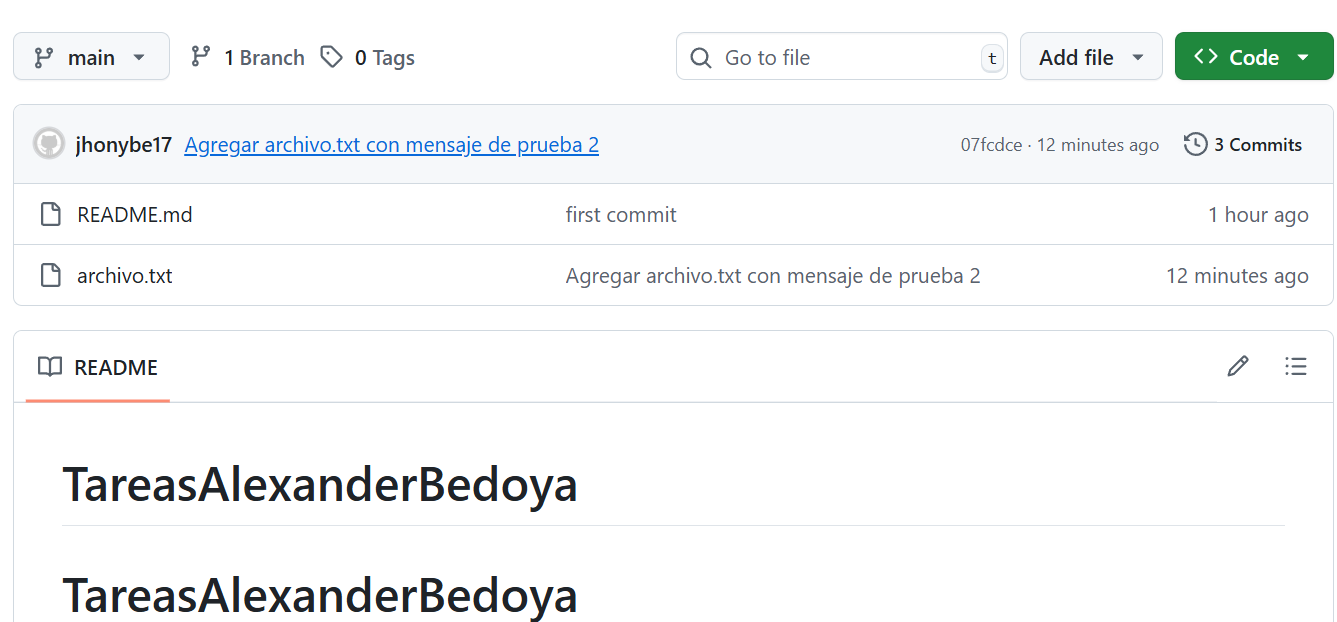 main 1 Branch 0 Tags Go to file t Add file Code
jhonybe17 Agregar archivo.txt con mensaje de prueba 2 07fcdce · 12 minutes ago 3 Commits
README.md first commit 1 hour ago
archivo.txt Agregar archivo.txt con mensaje de prueba 2 12 minutes ago
README
TareasAlexanderBedoya
TareasAlexanderBedoya